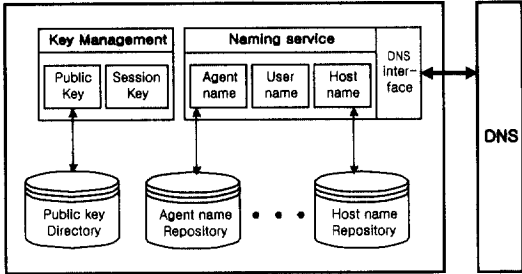 Key Management
Naming service
Public
Key
Session
Key
Agent
name
User
name
Host
name
DNS
inter-
face
DNS
Public key
Directory
Agent name
Repository
Host name
Repository